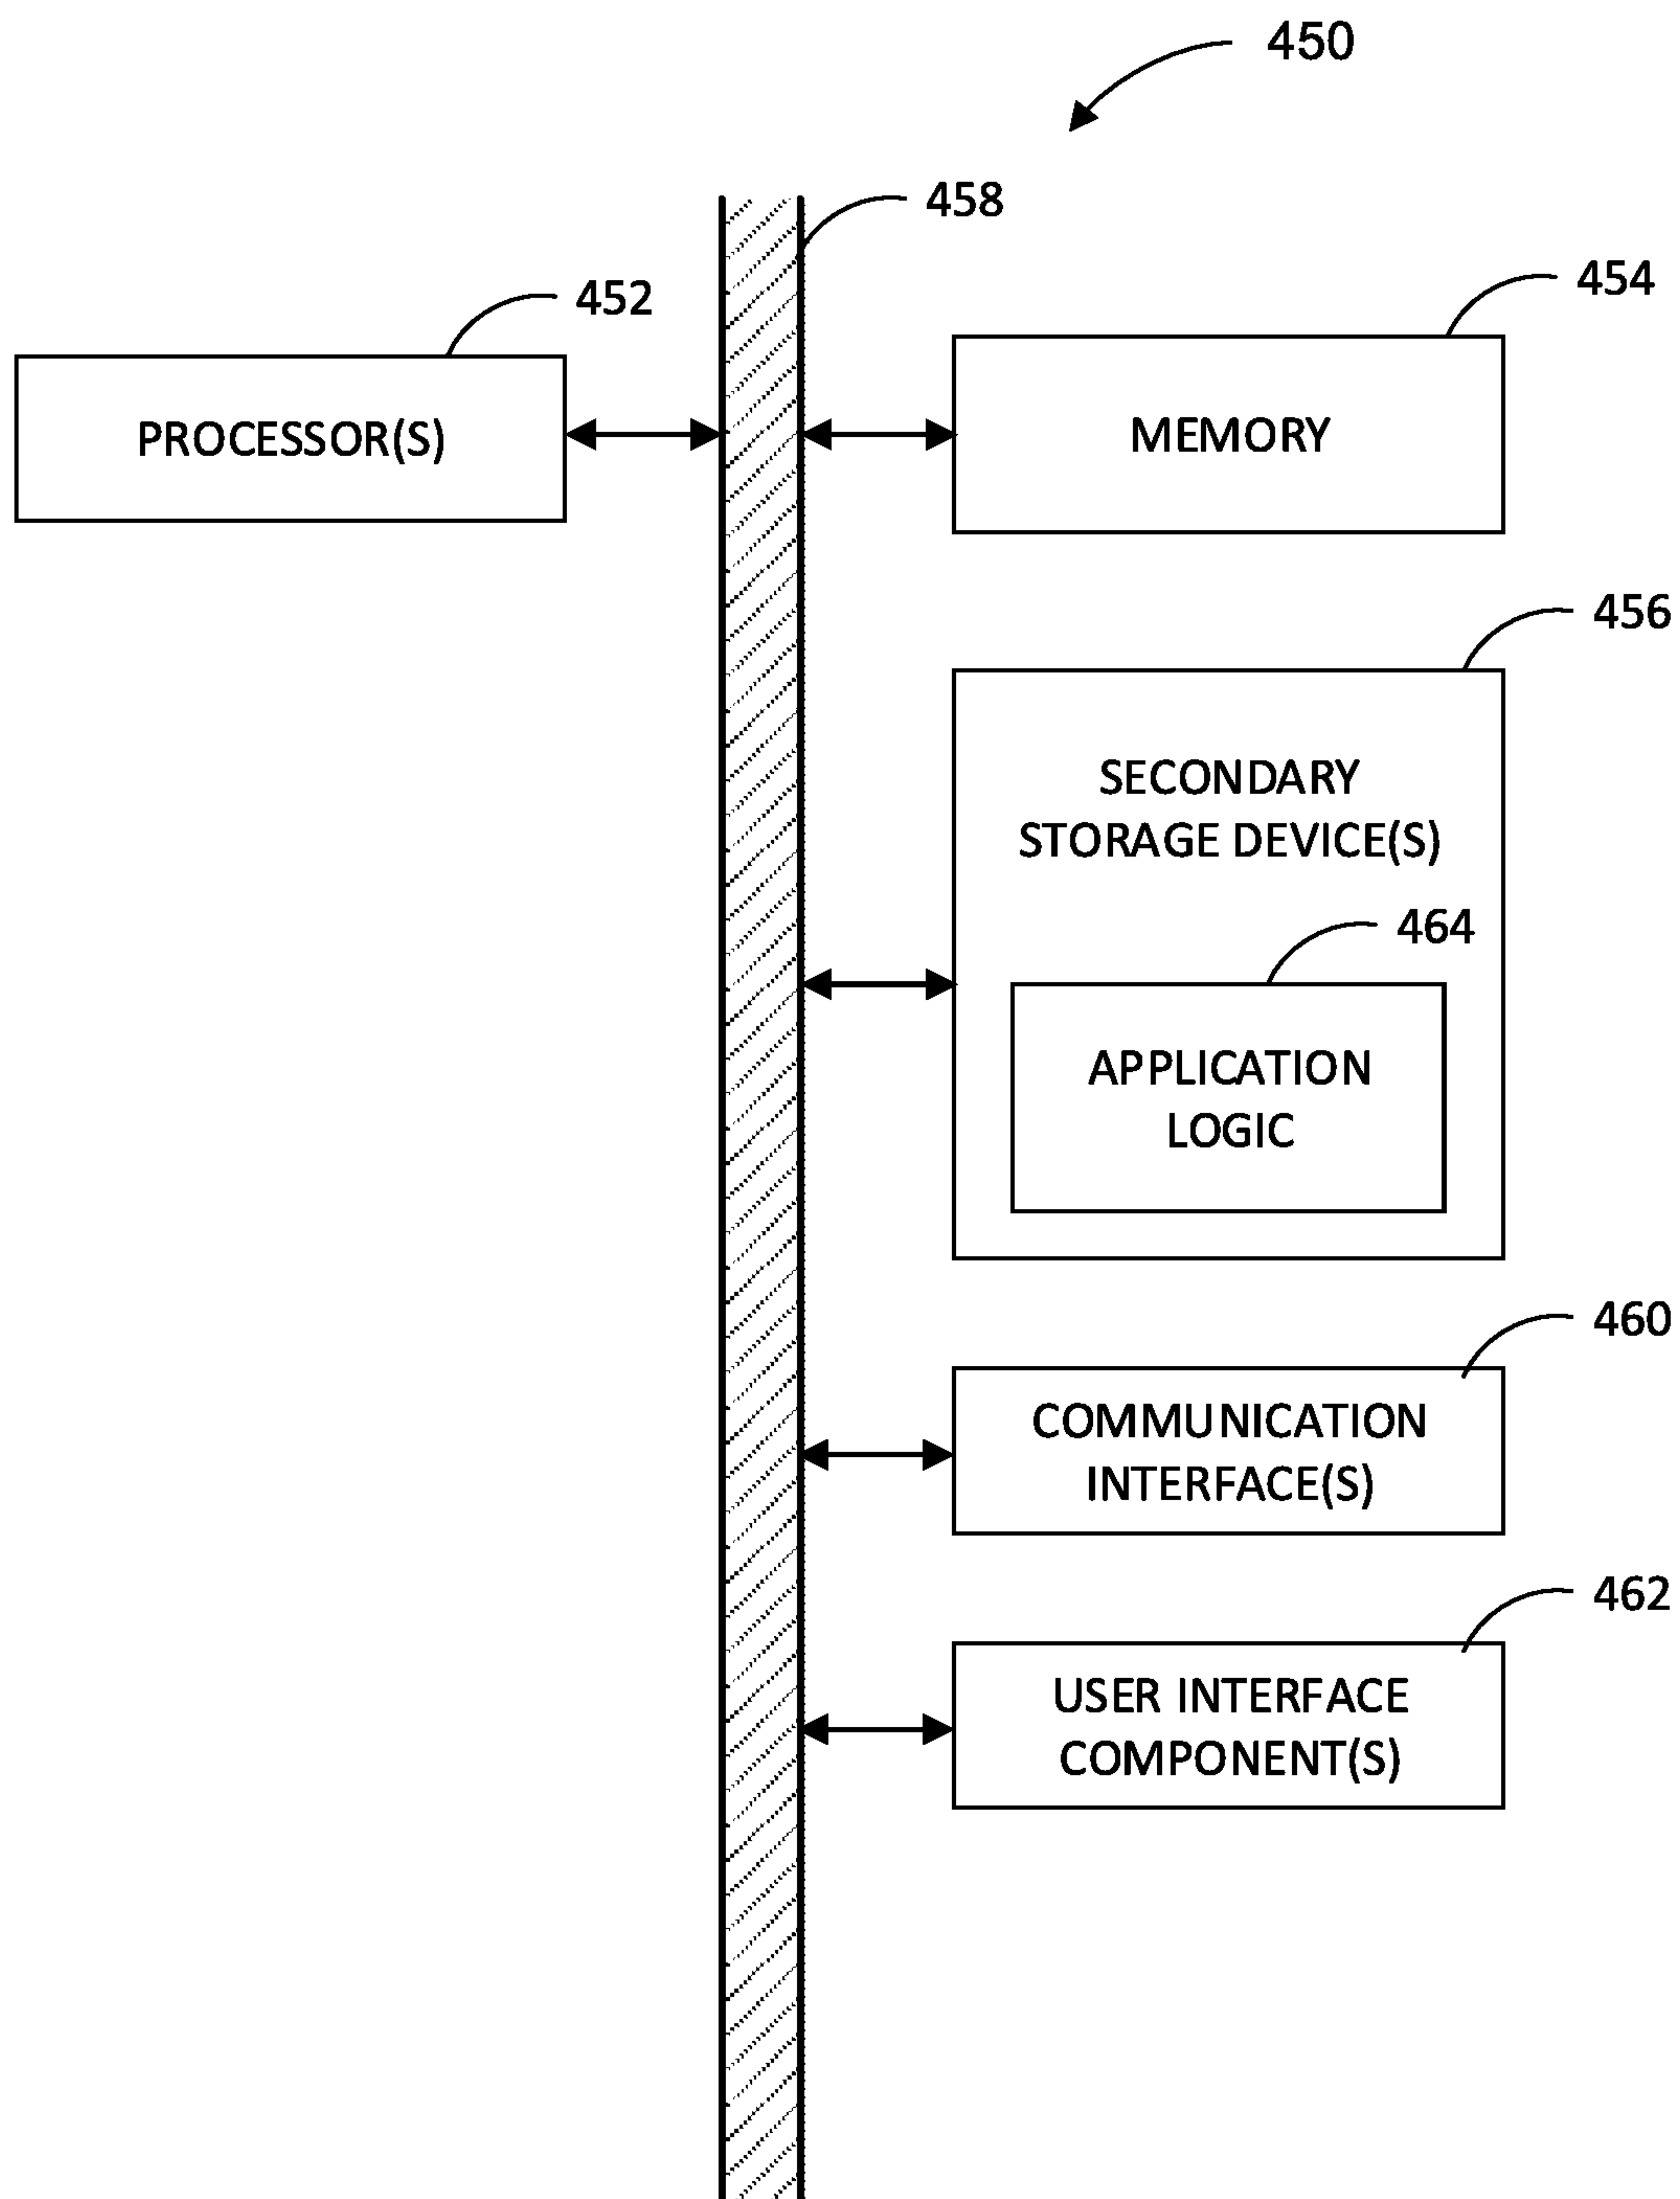 450
458
454
452
PROCESSOR(S)
MEMORY
456
SECONDARY
STORAGE DEVICE(S)
464
APPLICATION
LOGIC
460
COMMUNICATION
INTERFACE(S)
462
USER INTERFACE
COMPONENT(S)